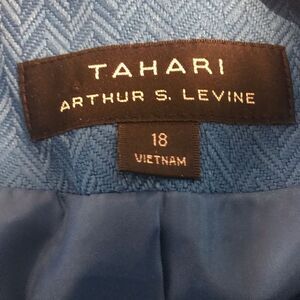 TAHARI
ARTHUR S. LEVINE
18
VIETNAM